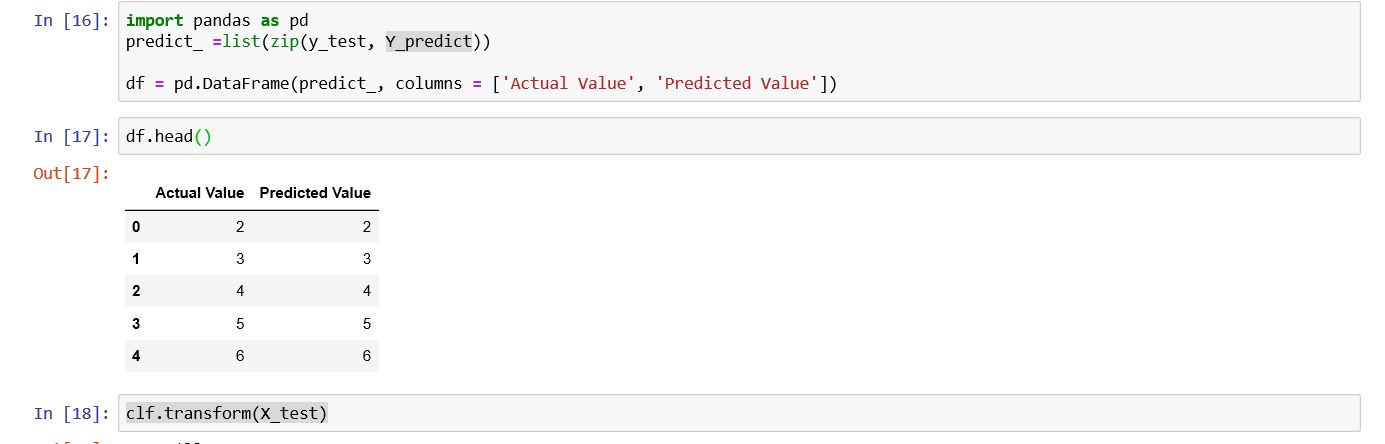 In [16]: import pandas as pd
predict_ =list(zip(y_test, Y_predict))
df = pd.DataFrame(predict_, columns = ['Actual Value', 'Predicted Value'])
In [17]: df.head()
Out[17]:
Actual Value Predicted Value
0 2 2
1 3 3
2 4 4
3 5 5
4 6 6
In [18]: clf.transform(X_test)